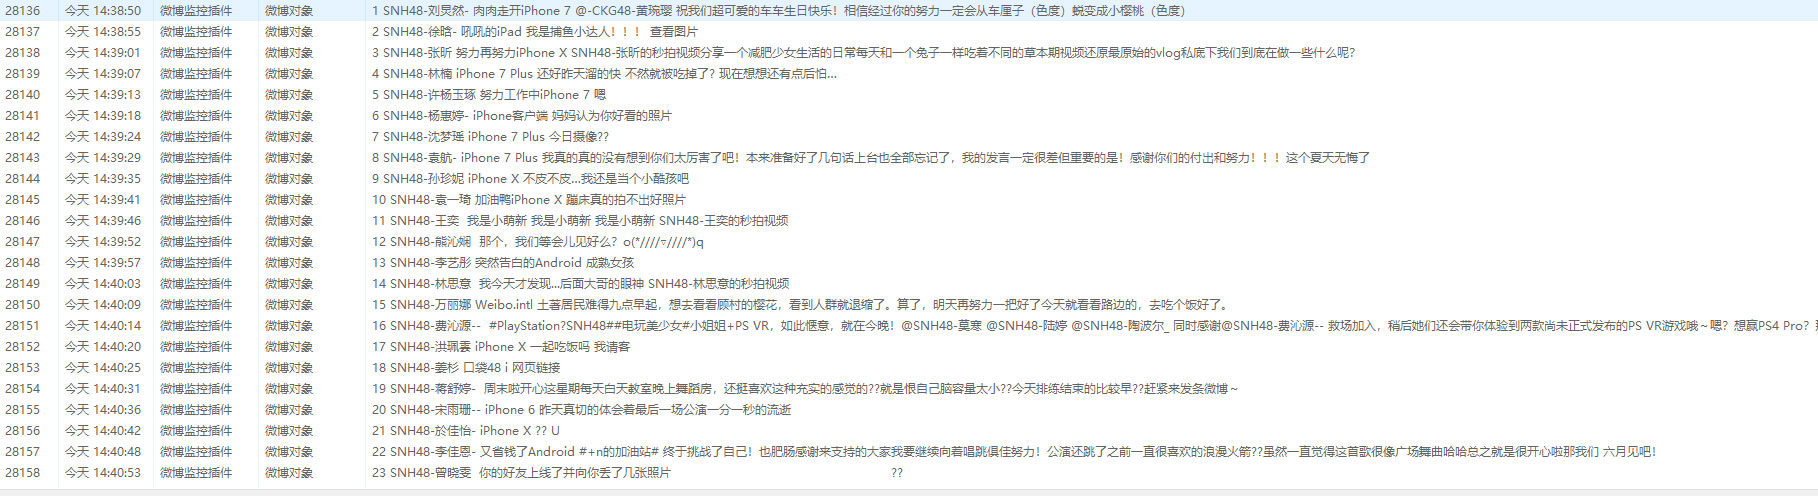 28136 今天 14:38:50 微博监控插件 微博对象 1 SNH48-刘炅然- 肉肉走开iPhone 7 @-CKG48-黄琬璎 祝我们超可爱的车车生日快乐！相信经过你的努力一定会从车厘子（色度）蜕变成小樱桃（色度）
28137 今天 14:38:55 微博监控插件 微博对象 2 SNH48-徐晗- 吼吼的iPad 我是捕鱼小达人！！！ 查看图片
28138 今天 14:39:01 微博监控插件 微博对象 3 SNH48-张昕 努力再努力iPhone X SNH48-张昕的秒拍视频分享一个减肥少女生活的日常每天和一个兔子一样吃着不同的草本期视频还原最原始的vlog私底下我们到底在做一些什么呢？
28139 今天 14:39:07 微博监控插件 微博对象 4 SNH48-林楠 iPhone 7 Plus 还好昨天溜的快 不然就被吃掉了? 现在想想还有点后怕...
28140 今天 14:39:13 微博监控插件 微博对象 5 SNH48-许杨玉琢 努力工作中iPhone 7 嗯
28141 今天 14:39:18 微博监控插件 微博对象 6 SNH48-杨惠婷- iPhone客户端 妈妈认为你好看的照片
28142 今天 14:39:24 微博监控插件 微博对象 7 SNH48-沈梦瑶 iPhone 7 Plus 今日摄像??
28143 今天 14:39:29 微博监控插件 微博对象 8 SNH48-袁航- iPhone 7 Plus 我真的真的没有想到你们太厉害了吧！本来准备好了几句话上台也全部忘记了，我的发言一定很差但重要的是！感谢你们的付出和努力！！！这个夏天无悔了
28144 今天 14:39:35 微博监控插件 微博对象 9 SNH48-孙珍妮 iPhone X 不皮不皮...我还是当个小酷孩吧
28145 今天 14:39:41 微博监控插件 微博对象 10 SNH48-袁一琦 加油鸭iPhone X 蹦床真的拍不出好照片
28146 今天 14:39:46 微博监控插件 微博对象 11 SNH48-王奕 我是小萌新 我是小萌新 我是小萌新 SNH48-王奕的秒拍视频
28147 今天 14:39:52 微博监控插件 微博对象 12 SNH48-熊沁娴 那个，我们等会儿见好么？o(*////▿////*)q
28148 今天 14:39:57 微博监控插件 微博对象 13 SNH48-李艺彤 突然告白的Android 成熟女孩
28149 今天 14:40:03 微博监控插件 微博对象 14 SNH48-林思意 我今天才发现...后面大哥的眼神 SNH48-林思意的秒拍视频
28150 今天 14:40:09 微博监控插件 微博对象 15 SNH48-万丽娜 Weibo.intl 土著居民难得九点早起，想去看看顾村的樱花，看到人群就退缩了。算了，明天再努力一把好了今天就看看路边的，去吃个饭好了。
28151 今天 14:40:14 微博监控插件 微博对象 16 SNH48-费沁源-- #PlayStation?SNH48##电玩美少女#小姐姐+PS VR，如此惬意，就在今晚！@SNH48-莫寒 @SNH48-陆婷 @SNH48-陶波尔_ 同时感谢@SNH48-费沁源-- 救场加入，稍后她们还会带你体验到两款尚未正式发布的PS VR游戏哦～嗯？想赢PS4 Pro？
28152 今天 14:40:20 微博监控插件 微博对象 17 SNH48-洪珮雲 iPhone X 一起吃饭吗 我请客
28153 今天 14:40:25 微博监控插件 微博对象 18 SNH48-姜杉 口袋48 i 网页链接
28154 今天 14:40:31 微博监控插件 微博对象 19 SNH48-蒋舒婷- 周末啦开心这星期每天白天教室晚上舞蹈房，还挺喜欢这种充实的感觉的??就是恨自己脑容量太小??今天排练结束的比较早??赶紧来发条微博～
28155 今天 14:40:36 微博监控插件 微博对象 20 SNH48-宋雨珊-- iPhone 6 昨天真切的体会着最后一场公演一分一秒的流逝
28156 今天 14:40:42 微博监控插件 微博对象 21 SNH48-於佳怡- iPhone X ?? U
28157 今天 14:40:48 微博监控插件 微博对象 22 SNH48-李佳恩- 又省钱了Android #+n的加油站# 终于挑战了自己！也肥肠感谢来支持的大家我要继续向着唱跳俱佳努力！公演还跳了之前一直很喜欢的浪漫火箭??虽然一直觉得这首歌很像广场舞曲哈哈总之就是很开心啦那我们 六月见吧！
28158 今天 14:40:53 微博监控插件 微博对象 23 SNH48-曾晓雯 你的好友上线了并向你丢了几张照片 ??